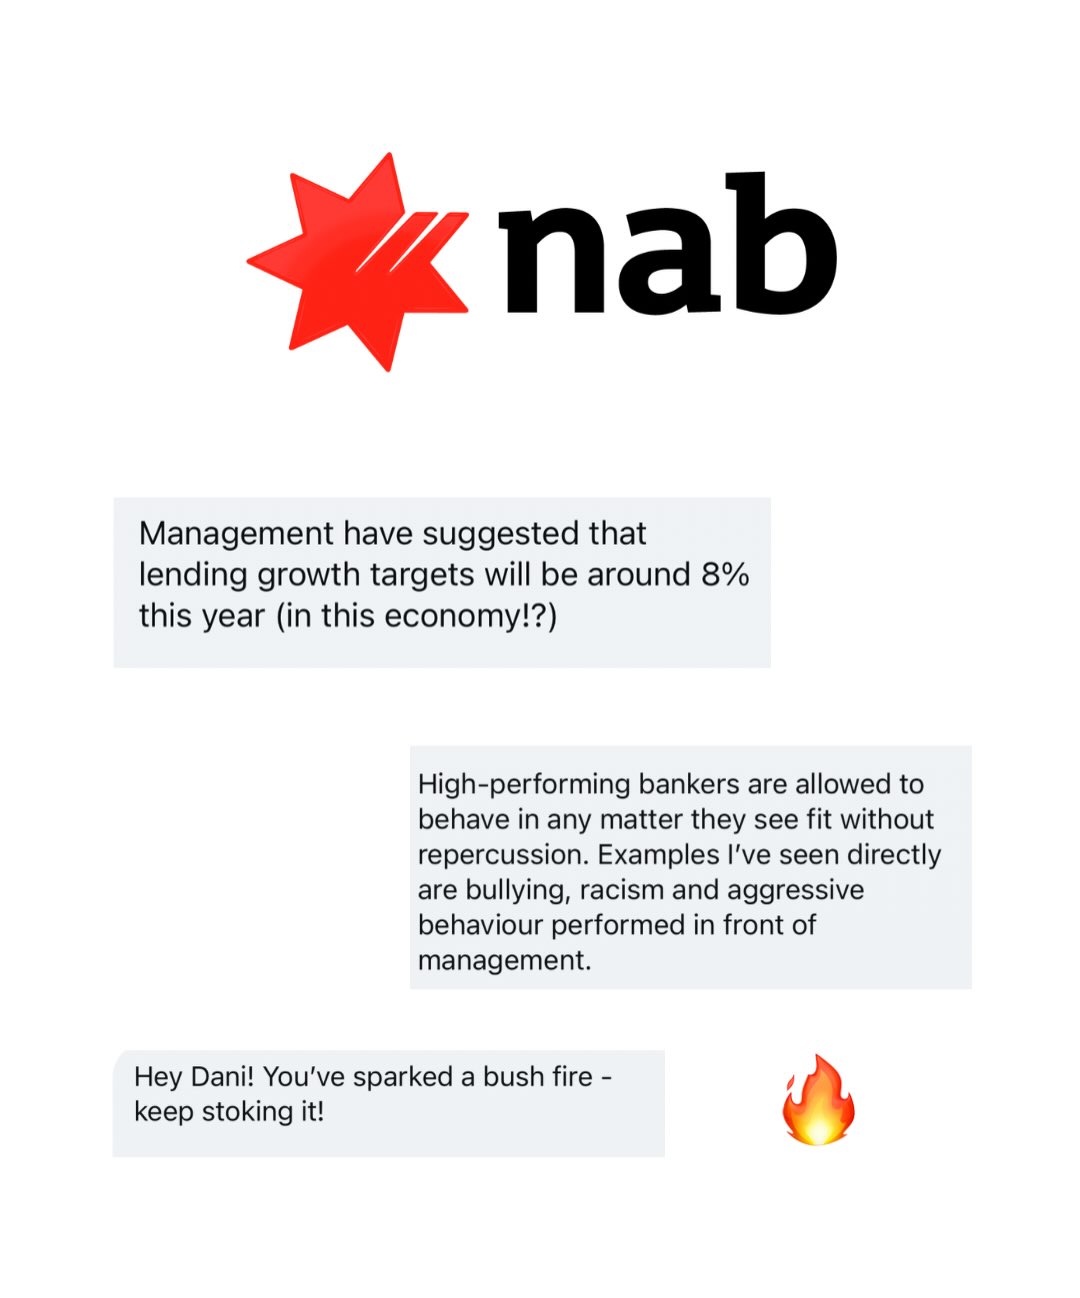 nab
Management have suggested that
lending growth targets will be around 8%
this year (in this economy!?)
High-performing bankers are allowed to
behave in any matter they see fit without
repercussion. Examples I’ve seen directly
are bullying, racism and aggressive
behaviour performed in front of
management.
Hey Dani! You’ve sparked a bush fire -
keep stoking it!